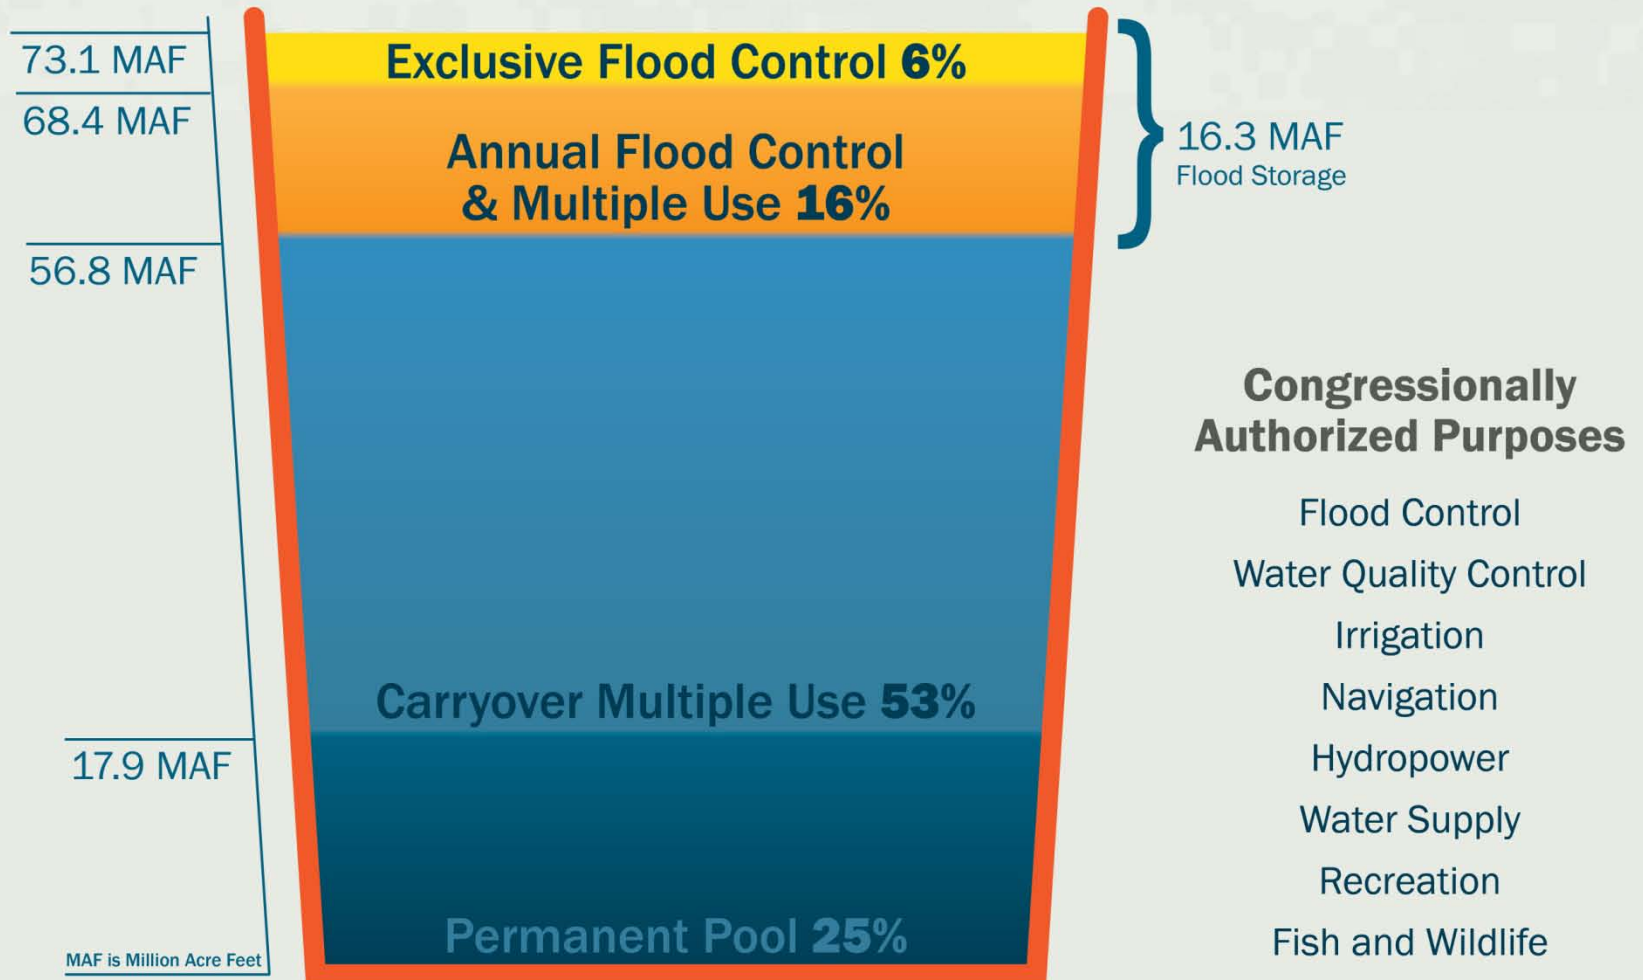 73.1 MAF
68.4 MAF
56.8 MAF
17.9 MAF
MAF is Million Acre Feet
Exclusive Flood Control 6%
Annual Flood Control
& Multiple Use 16%
Carryover Multiple Use 53%
Permanent Pool 25%
16.3 MAF
Flood Storage
Congressionally
Authorized Purposes
Flood Control
Water Quality Control
Irrigation
Navigation
Hydropower
Water Supply
Recreation
Fish and Wildlife